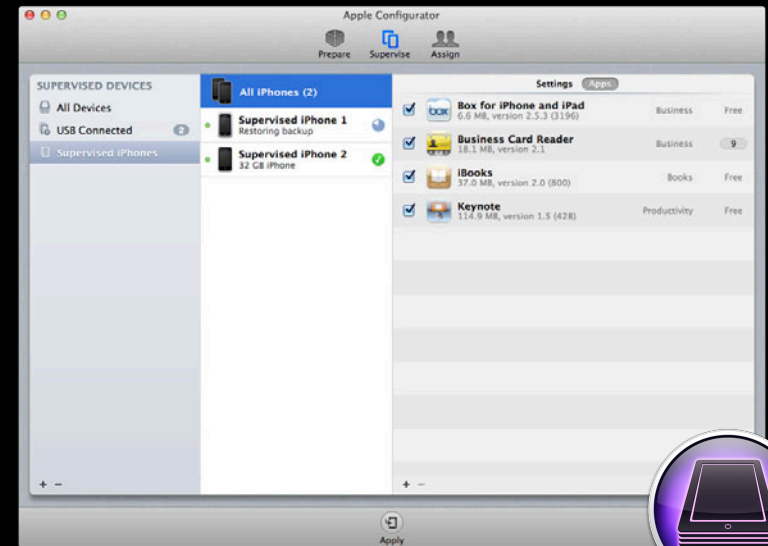 Apple Configurator
Prepare Supervise Assign
SUPERVISED DEVICES
All Devices
USB Connected 2
Supervised iPhones
All iPhones (2)
Supervised iPhone 1
Restoring backup
Supervised iPhone 2
32 GB iPhone
Settings Apps
box
Box for iPhone and iPad
6.6 MB, version 2.5.3 (3196)
Business Free
Business Card Reader
18.1 MB, version 2.1
Business 9
iBooks
37.0 MB, version 2.0 (800)
Books Free
Keynote
114.9 MB, version 1.5 (428)
Productivity Free
Apply